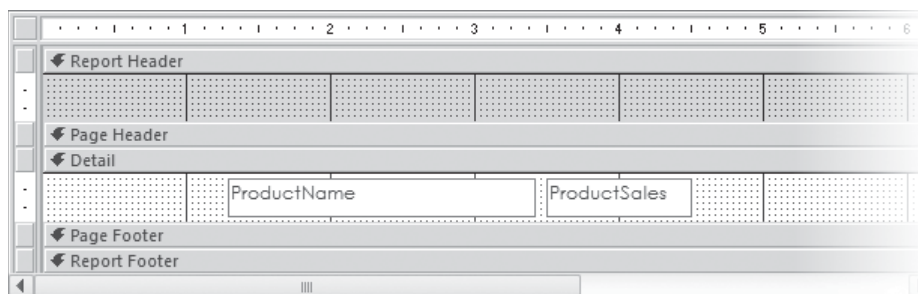 1 2 3 4 5 6
Report Header
Page Header
Detail
ProductName ProductSales
Page Footer
Report Footer